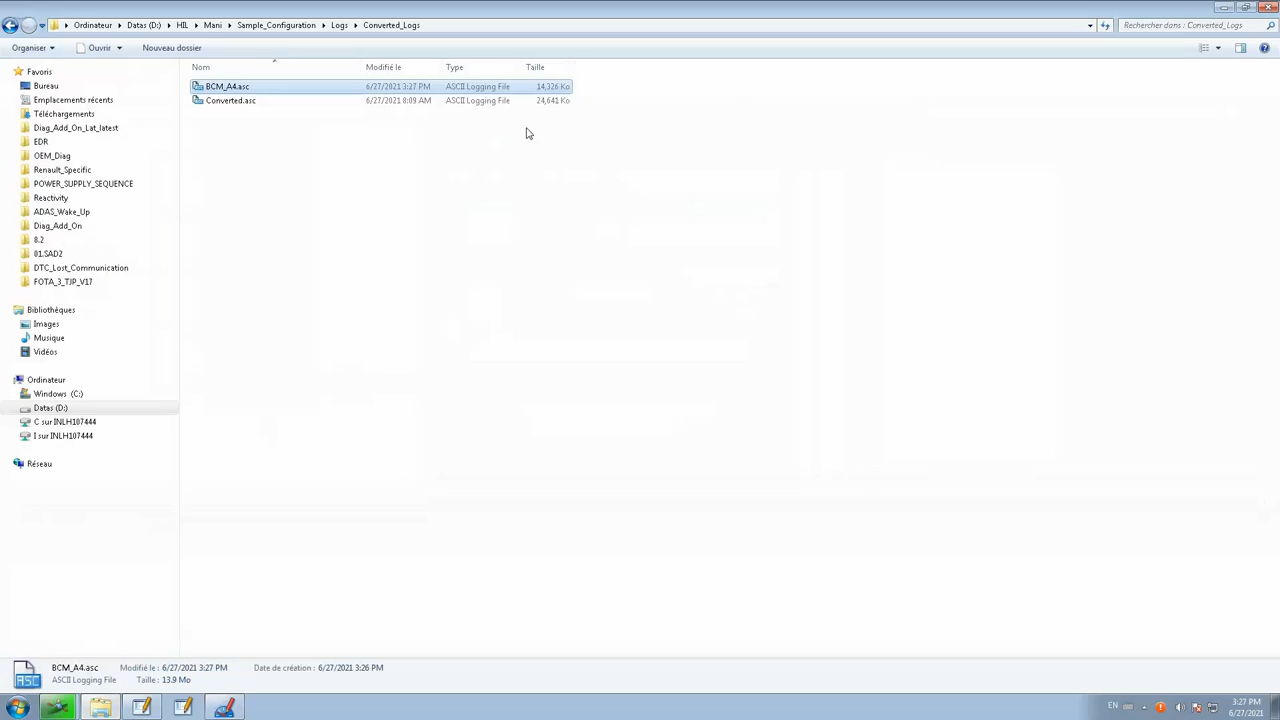 Ordinateur ▸ Datas (D:) ▸ HIL ▸ Mani ▸ Sample_Configuration ▸ Logs ▸ Converted_Logs
Rechercher dans : Converted_Logs
Organiser Ouvrir Nouveau dossier
Nom Modifié le Type Taille
BCM_A4.asc 6/27/2021 3:27 PM ASCII Logging File 14,326 Ko
Converted.asc 6/27/2021 8:09 AM ASCII Logging File 24,641 Ko
Favoris
Bureau
Emplacements récents
Téléchargements
Diag_Add_On_Lat_latest
EDR
OEM_Diag
Renault_Specific
POWER_SUPPLY_SEQUENCE
Reactivity
ADAS_Wake_Up
Diag_Add_On
8.2
01.SAD2
DTC_Lost_Communication
FOTA_3_TJP_V17
Bibliothèques
Images
Musique
Vidéos
Ordinateur
Windows (C:)
Datas (D:)
C sur INLH107444
I sur INLH107444
Réseau
BCM_A4.asc Modifié le : 6/27/2021 3:27 PM Date de création : 6/27/2021 3:26 PM
ASCII Logging File Taille : 13.9 Mo
ASC
EN 3:27 PM
6/27/2021